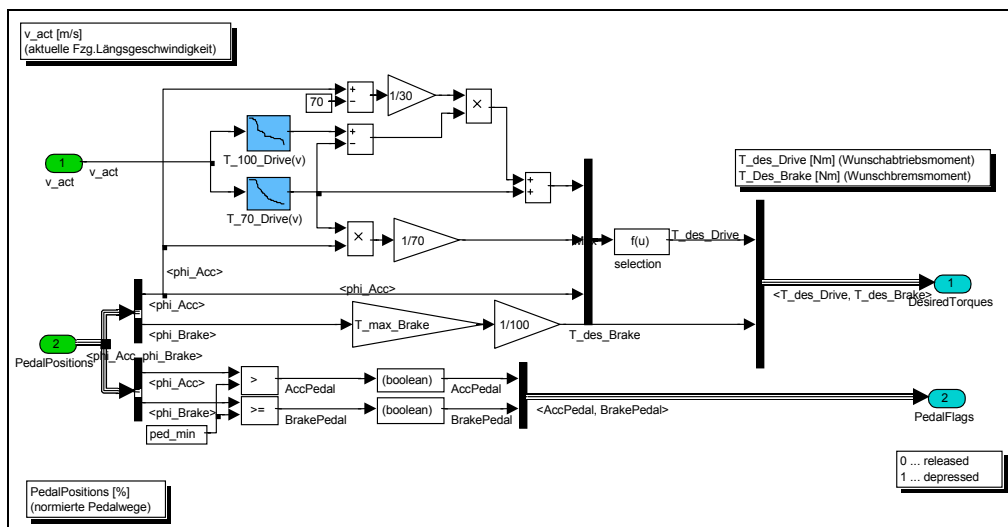 v_act [m/s]
(aktuelle Fzg.Längsgeschwindigkeit)
70
+
−
1/30
×
+
−
T_100_Drive(v)
1
v_act
v_act
T_70_Drive(v)
+
+
T_des_Drive [Nm] (Wunschabtriebsmoment)
T_Des_Brake [Nm] (Wunschbremsmoment)
×
1/70
f(u)
selection
T_des_Drive
<phi_Acc>
<phi_Acc>
<phi_Acc>
<phi_Brake>
T_max_Brake
1/100
T_des_Brake
1
<T_des_Drive, T_des_Brake>
DesiredTorques
2
PedalPositions
<phi_Acc, phi_Brake>
<phi_Acc>
<phi_Brake>
>
AccPedal
(boolean)
AccPedal
>=
BrakePedal
(boolean)
BrakePedal
ped_min
<AccPedal, BrakePedal>
2
PedalFlags
0 ... released
1 ... depressed
PedalPositions [%]
(normierte Pedalwege)